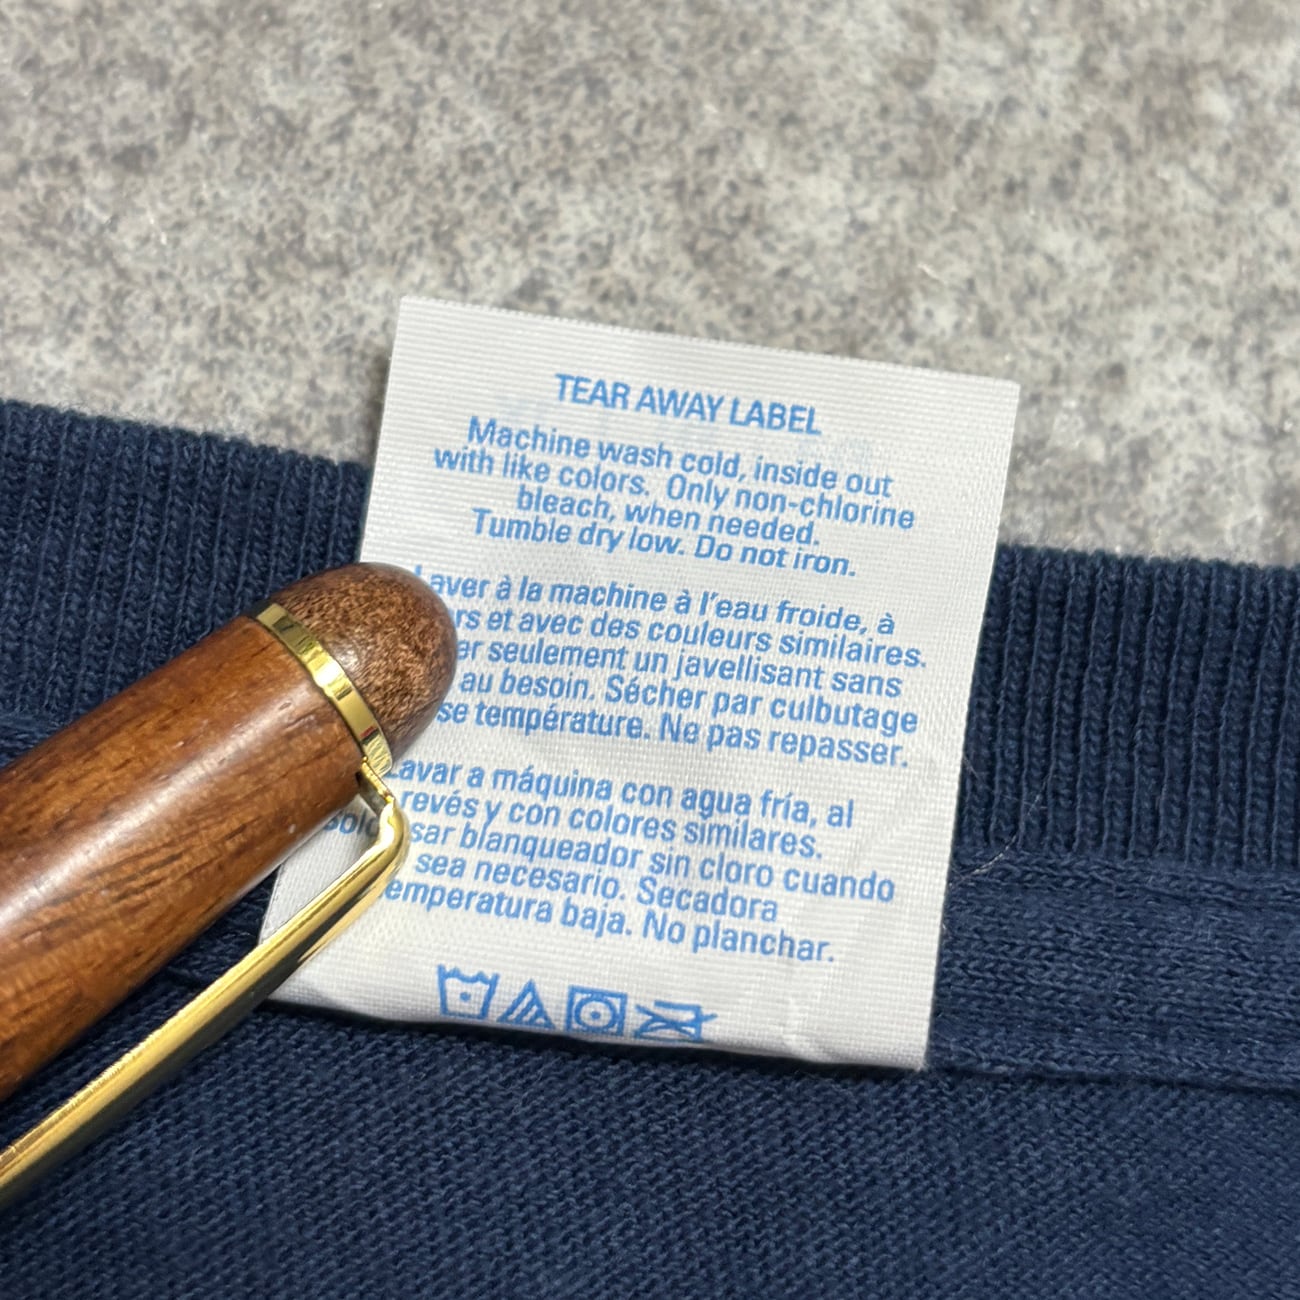 TEAR AWAY LABEL
Machine wash cold, inside out
with like colors. Only non-chlorine
bleach, when needed.
Tumble dry low. Do not iron.
Laver à la machine à l'eau froide, à
et avec des couleurs similaires.
seulement un javellisant sans
au besoin. Sécher par culbutage
température. Ne pas repasser.
Lavar a máquina con agua fría, al
revés y con colores similares.
blanqueador sin cloro cuando
sea necesario. Secadora
temperatura baja. No planchar.